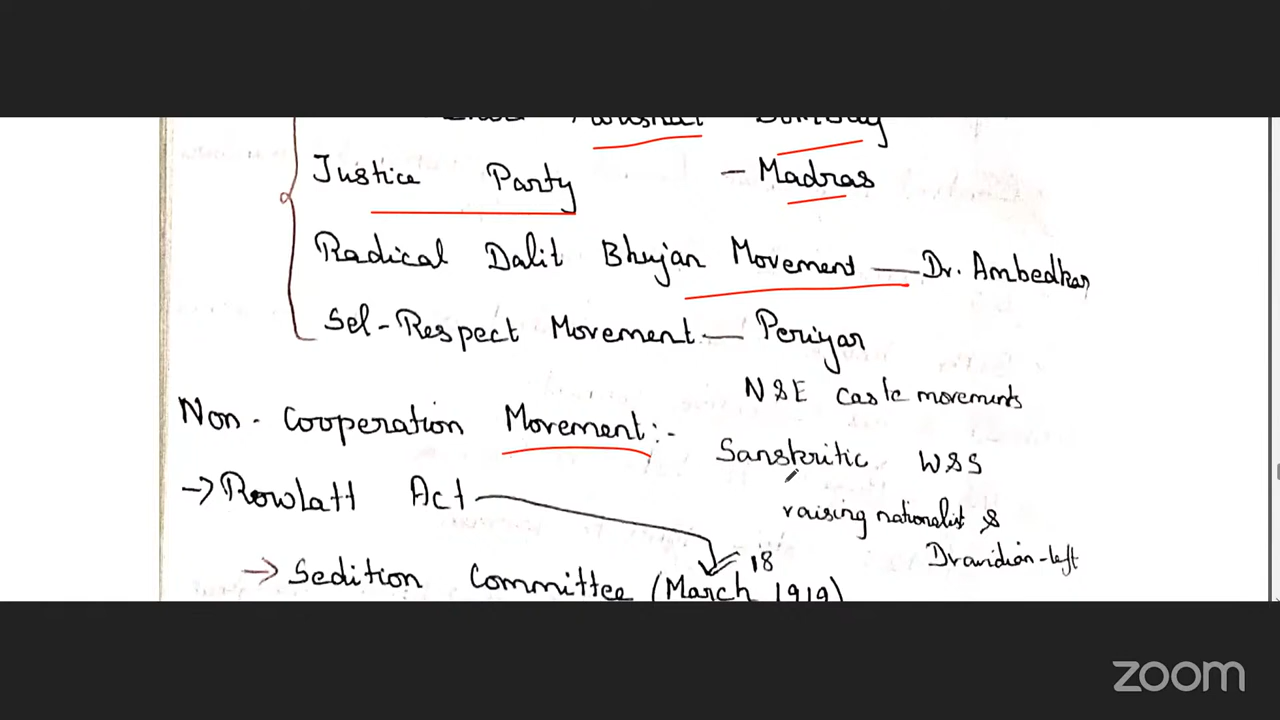 Justice Party - Madras
Radical Dalit Bhujan Movement — Dr. Ambedkar
Sel-Respect Movement — Periyar
N&E caste movements
Non-Cooperation Movement:-
Sanskritic W&S
→ Rowlatt Act
raising nationalist &
Dravidian-left
18
→ Sedition Committee (March 1919)
zoom